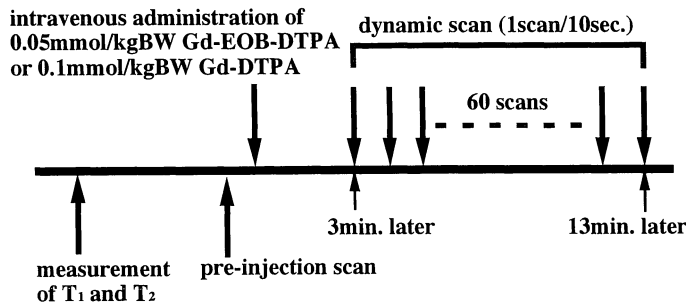 intravenous administration of
0.05mmol/kgBW Gd-EOB-DTPA
or 0.1mmol/kgBW Gd-DTPA
dynamic scan (1scan/10sec.)
60 scans
3min. later
13min. later
measurement
of T1 and T2
pre-injection scan